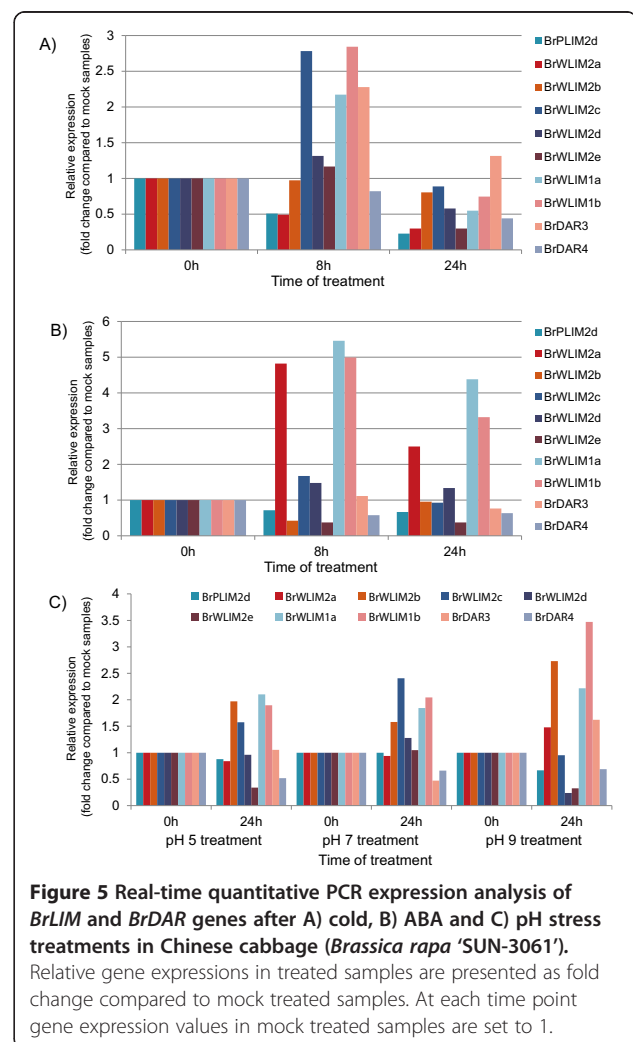 A)
Relative expression
(fold change compared to mock samples)
3
2.5
2
1.5
1
0.5
0
0h
8h
24h
Time of treatment
BrPLIM2d
BrWLIM2a
BrWLIM2b
BrWLIM2c
BrWLIM2d
BrWLIM2e
BrWLIM1a
BrWLIM1b
BrDAR3
BrDAR4
B)
Relative expression
(fold change compared to mock samples)
6
5
4
3
2
1
0
0h
8h
24h
Time of treatment
BrPLIM2d
BrWLIM2a
BrWLIM2b
BrWLIM2c
BrWLIM2d
BrWLIM2e
BrWLIM1a
BrWLIM1b
BrDAR3
BrDAR4
C)
Relative expression
(fold change compared to mock samples)
4
3.5
3
2.5
2
1.5
1
0.5
0
BrPLIM2d BrWLIM2a BrWLIM2b BrWLIM2c BrWLIM2d
BrWLIM2e BrWLIM1a BrWLIM1b BrDAR3 BrDAR4
0h 24h 0h 24h 0h 24h
pH 5 treatment pH 7 treatment pH 9 treatment
Time of treatment
Figure 5 Real-time quantitative PCR expression analysis of
BrLIM and BrDAR genes after A) cold, B) ABA and C) pH stress
treatments in Chinese cabbage (Brassica rapa ‘SUN-3061’).
Relative gene expressions in treated samples are presented as fold
change compared to mock treated samples. At each time point
gene expression values in mock treated samples are set to 1.